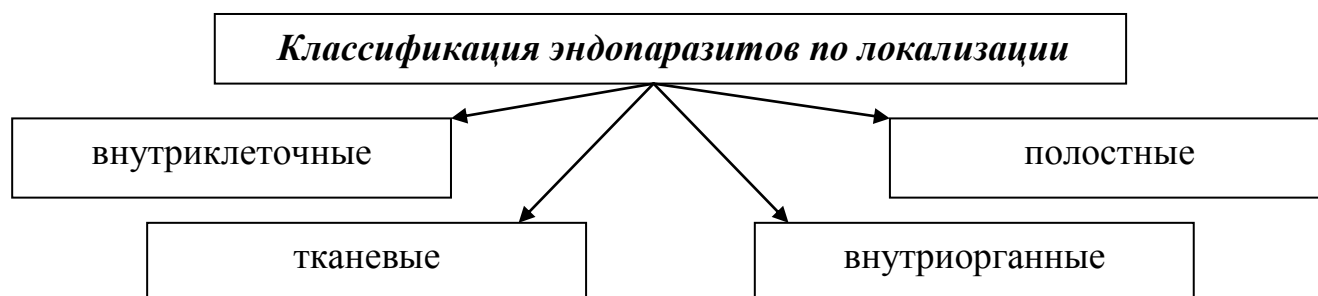 Классификация эндопаразитов по локализации
внутриклеточные
полостные
тканевые
внутриорганные